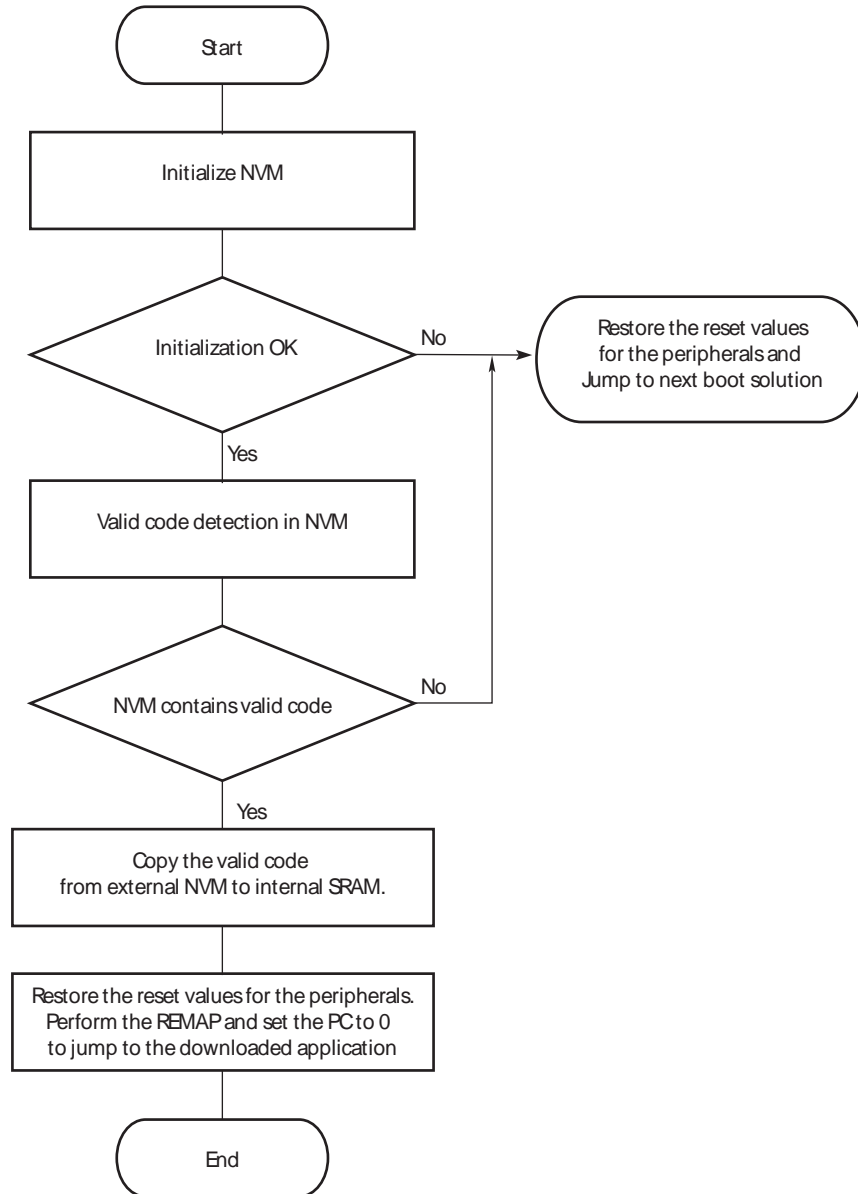 Start
Initialize NVM
Initialization OK
No
Restore the reset values
for the peripherals and
Jump to next boot solution
Yes
Valid code detection in NVM
NVM contains valid code
No
Yes
Copy the valid code
from external NVM to internal SRAM.
Restore the reset values for the peripherals.
Perform the REMAP and set the PC to 0
to jump to the downloaded application
End